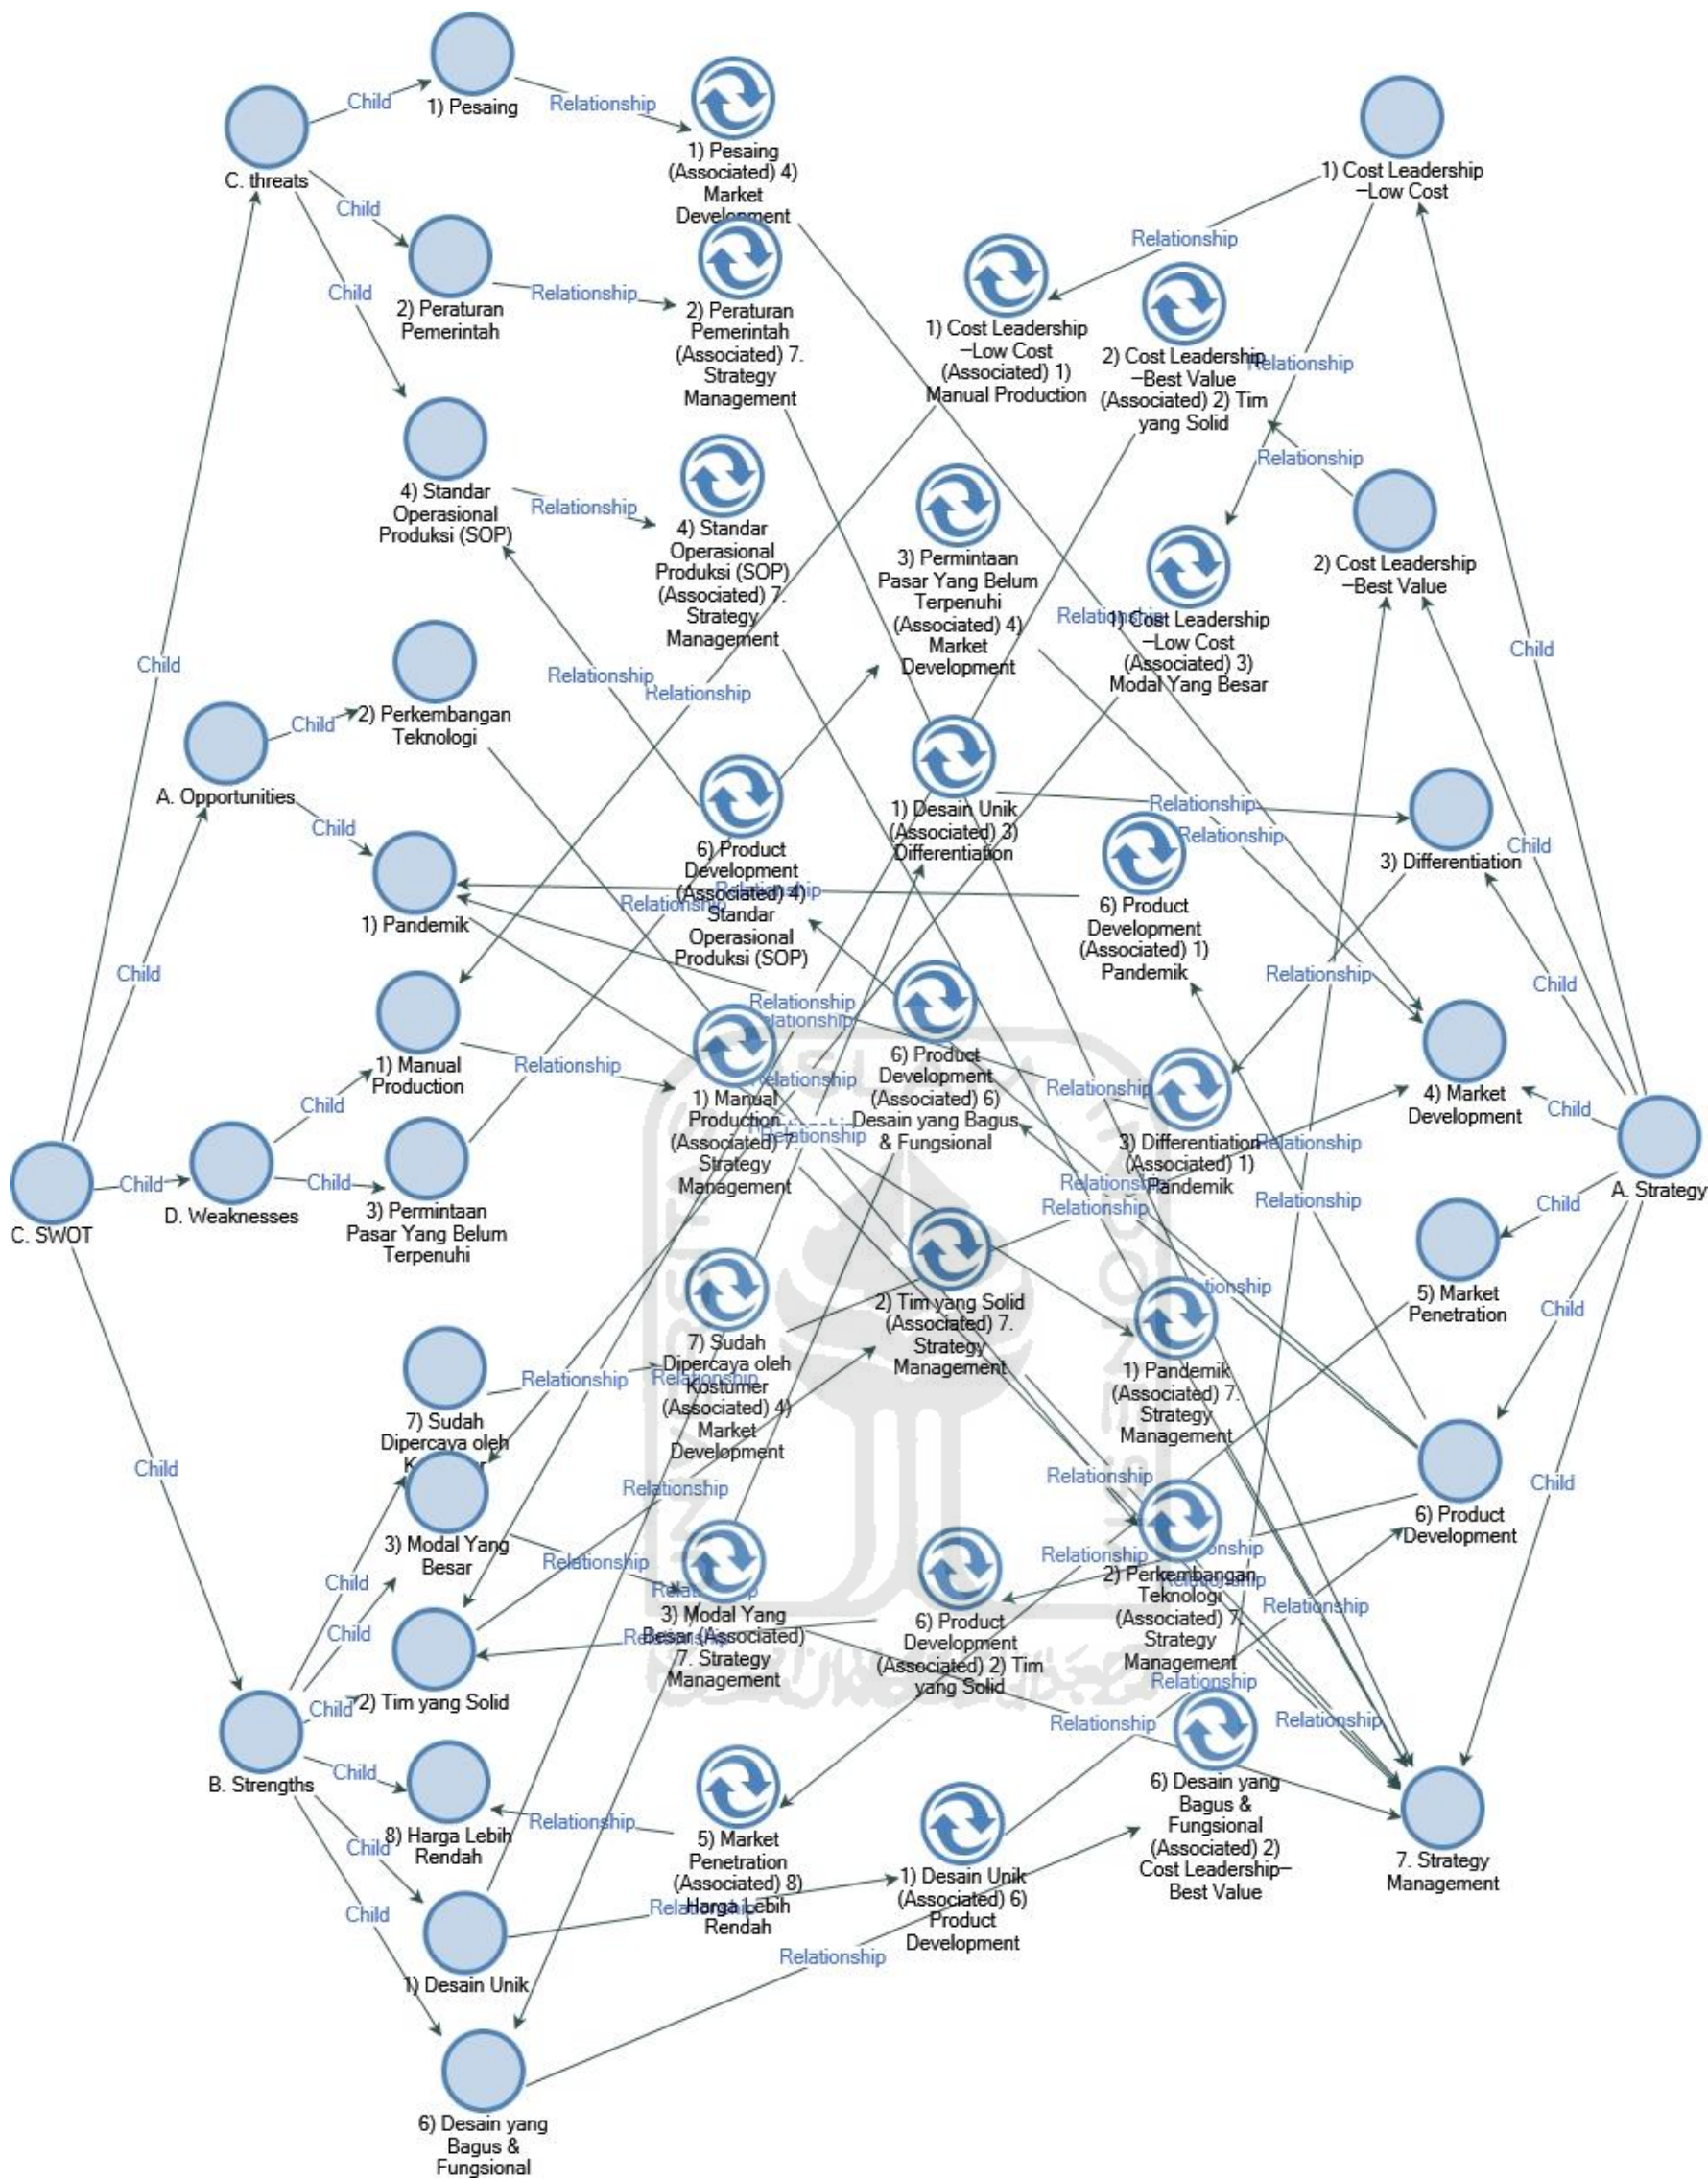 1) Pesaing
Child
Relationship
C. threats
1) Pesaing
(Associated) 4)
Market
Development
Child
2) Peraturan
Pemerintah
Relationship
2) Peraturan
Pemerintah
(Associated) 7.
Strategy
Management
Child
4) Standar
Operasional
Produksi (SOP)
Relationship
4) Standar
Operasional
Produksi (SOP)
(Associated) 7.
Strategy
Management
1) Cost Leadership
–Low Cost
Relationship
1) Cost Leadership
–Low Cost
(Associated) 1)
Manual Production
2) Cost Leadership
–Best Value
(Associated) 2) Tim
yang Solid
Relationship
Relationship
2) Cost Leadership
–Best Value
3) Permintaan
Pasar Yang Belum
Terpenuhi
(Associated) 4)
Market
Development
Relationship
1) Cost Leadership
–Low Cost
(Associated) 3)
Modal Yang Besar
Child
Child
Relationship
Relationship
2) Perkembangan
Teknologi
Child
A. Opportunities
Child
1) Pandemik
6) Product
Development
(Associated) 4)
Standar
Operasional
Produksi (SOP)
Relationship
Relationship
1) Desain Unik
(Associated) 3)
Differentiation
Relationship
Relationship
3) Differentiation
Child
6) Product
Development
(Associated) 1)
Pandemik
Relationship
Child
Child
1) Manual
Production
Relationship
Child
Relationship
1) Manual
Production
(Associated) 7.
Strategy
Management
Relationship
Relationship
6) Product
Development
(Associated) 6)
Desain yang Bagus
& Fungsional
Relationship
3) Differentiation
(Associated) 1)
Pandemik
Relationship
4) Market
Development
Child
A. Strategy
C. SWOT
Child
D. Weaknesses
Child
3) Permintaan
Pasar Yang Belum
Terpenuhi
Relationship
Relationship
Relationship
Child
5) Market
Penetration
Child
2) Tim yang Solid
(Associated) 7.
Strategy
Management
1) Pandemik
(Associated) 7.
Strategy
Management
7) Sudah
Dipercaya oleh
Relationship
Relationship
7) Sudah
Dipercaya oleh
Kostumer
(Associated) 4)
Market
Development
Child
3) Modal Yang
Besar
Relationship
Relationship
Relationship
Child
6) Product
Development
Child
Child
Relationship
3) Modal Yang
Besar (Associated)
7. Strategy
Management
6) Product
Development
(Associated) 2) Tim
yang Solid
Relationship
2) Perkembangan
Teknologi
(Associated) 7.
Strategy
Management
Relationship
Relationship
Child
2) Tim yang Solid
Relationship
Relationship
Relationship
B. Strengths
Child
8) Harga Lebih
Rendah
Relationship
5) Market
Penetration
(Associated) 8)
Harga Lebih
Rendah
Child
1) Desain Unik
(Associated) 6)
Product
Development
6) Desain yang
Bagus &
Fungsional
(Associated) 2)
Cost Leadership–
Best Value
7. Strategy
Management
Child
Relationship
1) Desain Unik
Relationship
6) Desain yang
Bagus &
Fungsional